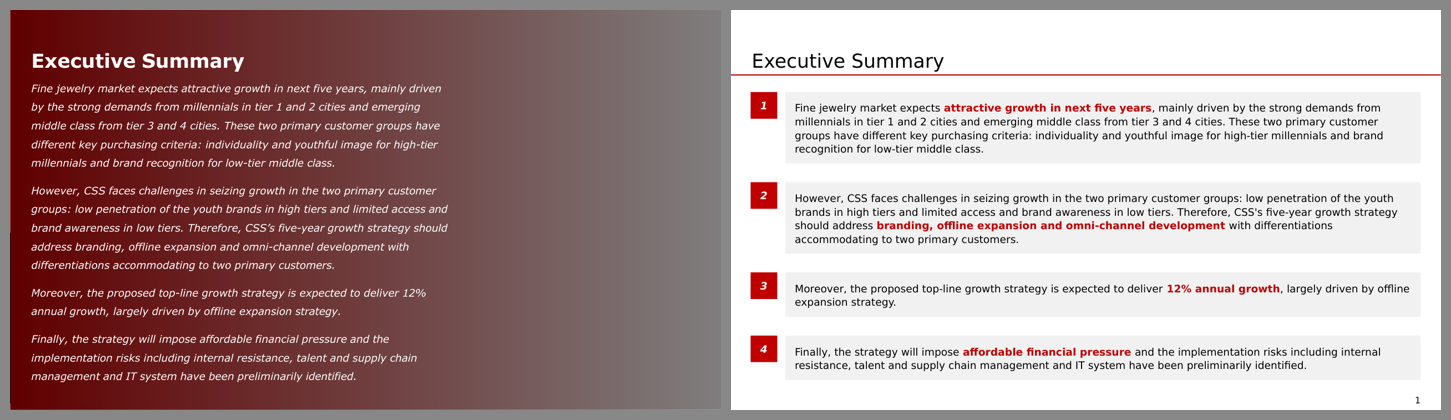 Executive Summary
Fine jewelry market expects attractive growth in next five years, mainly driven
by the strong demands from millennials in tier 1 and 2 cities and emerging
middle class from tier 3 and 4 cities. These two primary customer groups have
different key purchasing criteria: individuality and youthful image for high-tier
millennials and brand recognition for low-tier middle class.
However, CSS faces challenges in seizing growth in the two primary customer
groups: low penetration of the youth brands in high tiers and limited access and
brand awareness in low tiers. Therefore, CSS’s five-year growth strategy should
address branding, offline expansion and omni-channel development with
differentiations accommodating to two primary customers.
Moreover, the proposed top-line growth strategy is expected to deliver 12%
annual growth, largely driven by offline expansion strategy.
Finally, the strategy will impose affordable financial pressure and the
implementation risks including internal resistance, talent and supply chain
management and IT system have been preliminarily identified.
Executive Summary
1
Fine jewelry market expects attractive growth in next five years, mainly driven by the strong demands from
millennials in tier 1 and 2 cities and emerging middle class from tier 3 and 4 cities. These two primary customer
groups have different key purchasing criteria: individuality and youthful image for high-tier millennials and brand
recognition for low-tier middle class.
2
However, CSS faces challenges in seizing growth in the two primary customer groups: low penetration of the youth
brands in high tiers and limited access and brand awareness in low tiers. Therefore, CSS's five-year growth strategy
should address branding, offline expansion and omni-channel development with differentiations
accommodating to two primary customers.
3
Moreover, the proposed top-line growth strategy is expected to deliver 12% annual growth, largely driven by offline
expansion strategy.
4
Finally, the strategy will impose affordable financial pressure and the implementation risks including internal
resistance, talent and supply chain management and IT system have been preliminarily identified.
1